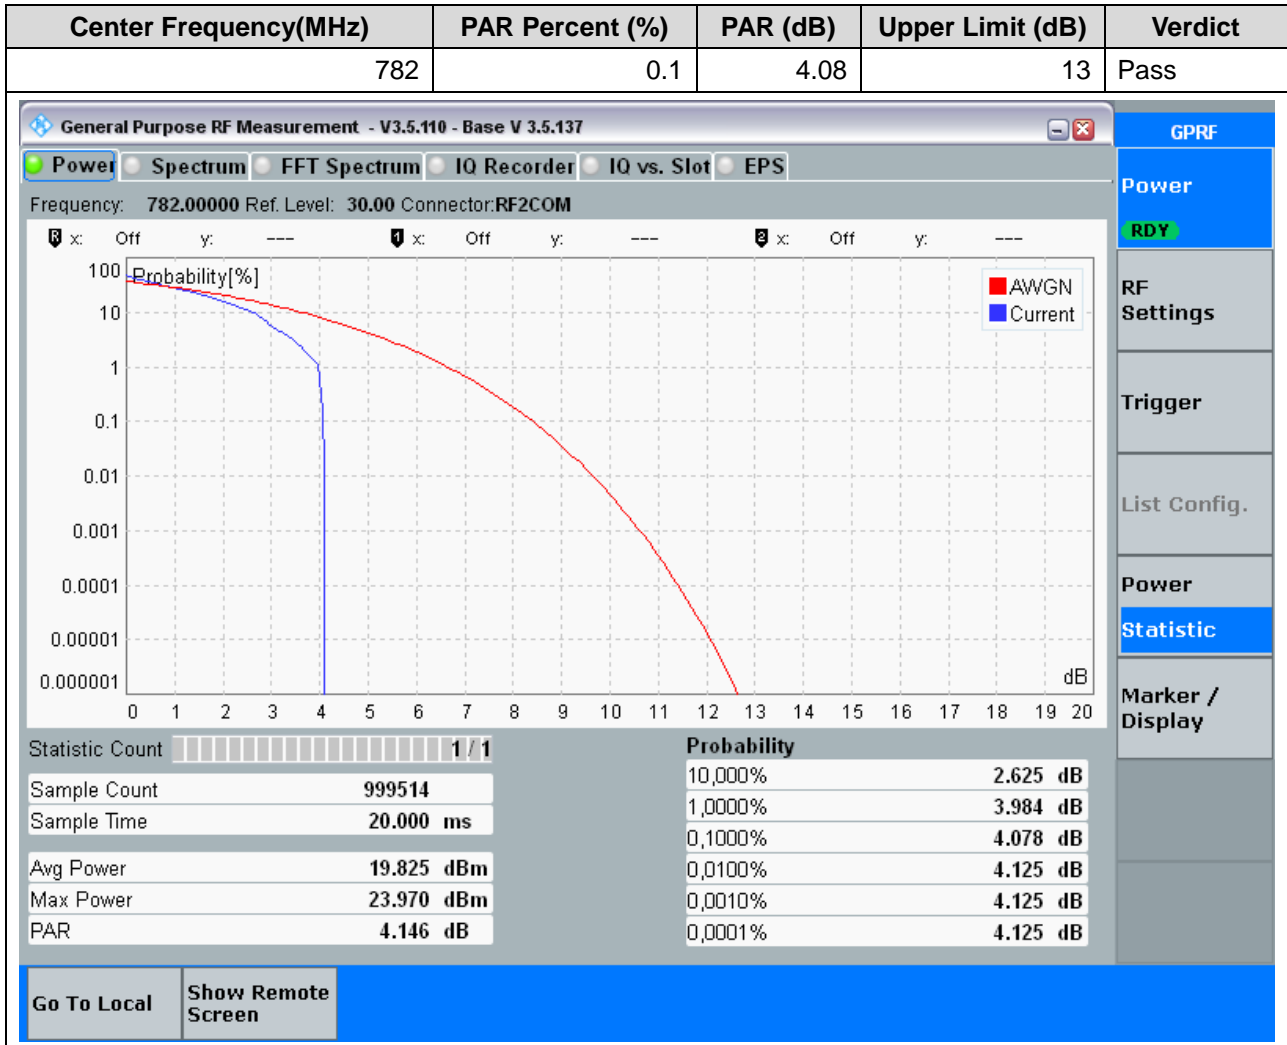 Center Frequency(MHz) PAR Percent (%) PAR (dB) Upper Limit (dB) Verdict
782 0.1 4.08 13 Pass
General Purpose RF Measurement - V3.5.110 - Base V 3.5.137
GPRF
Power Spectrum FFT Spectrum IQ Recorder IQ vs. Slot EPS
Frequency: 782.00000 Ref. Level: 30.00 Connector:RF2COM
R x: Off y: --- 1 x: Off y: --- 2 x: Off y: ---
Probability[%]
AWGN
Current
100
10
1
0.1
0.01
0.001
0.0001
0.00001
0.000001
dB
0 1 2 3 4 5 6 7 8 9 10 11 12 13 14 15 16 17 18 19 20
Statistic Count 1 / 1
Sample Count 999514
Sample Time 20.000 ms
Avg Power 19.825 dBm
Max Power 23.970 dBm
PAR 4.146 dB
Probability
10,000% 2.625 dB
1,0000% 3.984 dB
0,1000% 4.078 dB
0,0100% 4.125 dB
0,0010% 4.125 dB
0,0001% 4.125 dB
Power
RDY
RF
Settings
Trigger
List Config.
Power
Statistic
Marker /
Display
Go To Local
Show Remote
Screen